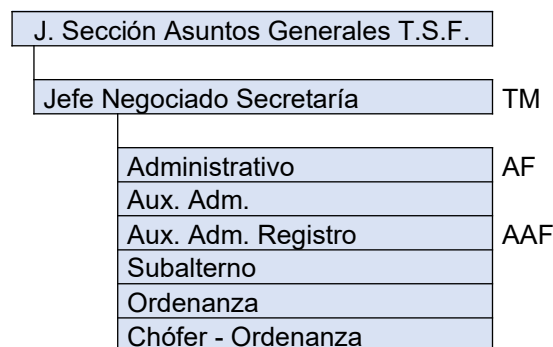 J. Sección Asuntos Generales T.S.F.
Jefe Negociado Secretaría TM
Administrativo AF
Aux. Adm.
Aux. Adm. Registro AAF
Subalterno
Ordenanza
Chófer - Ordenanza